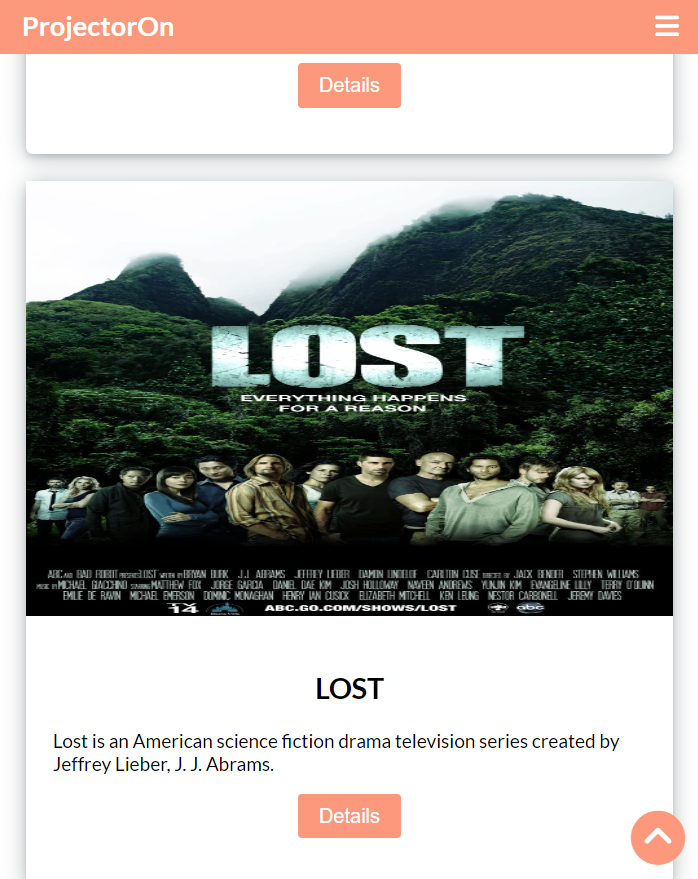 ProjectorOn
Details
LOST
EVERYTHING HAPPENS
FOR A REASON
ABC AND BAD ROBOT PRESENTS LOST WRITTEN BY BRYAN BURK J.J. ABRAMS JEFFREY LIEBER DAMON LINDELOF CARLTON CUSE DIRECTED BY JACK BENDER STEPHEN WILLIAMS
MUSIC BY MICHAEL GIACCHINO STARRING MATTHEW FOX JORGE GARCIA DANIEL DAE KIM JOSH HOLLOWAY NAVEEN ANDREWS YUNJIN KIM EVANGELINE LILLY TERRY O'QUINN
EMILIE DE RAVIN MICHAEL EMERSON DOMINIC MONAGHAN HENRY IAN CUSICK ELIZABETH MITCHELL KEN LEUNG NESTOR CARBONELL JEREMY DAVIES
14 ABC.GO.COM/SHOWS/LOST abc
LOST
Lost is an American science fiction drama television series created by
Jeffrey Lieber, J. J. Abrams.
Details